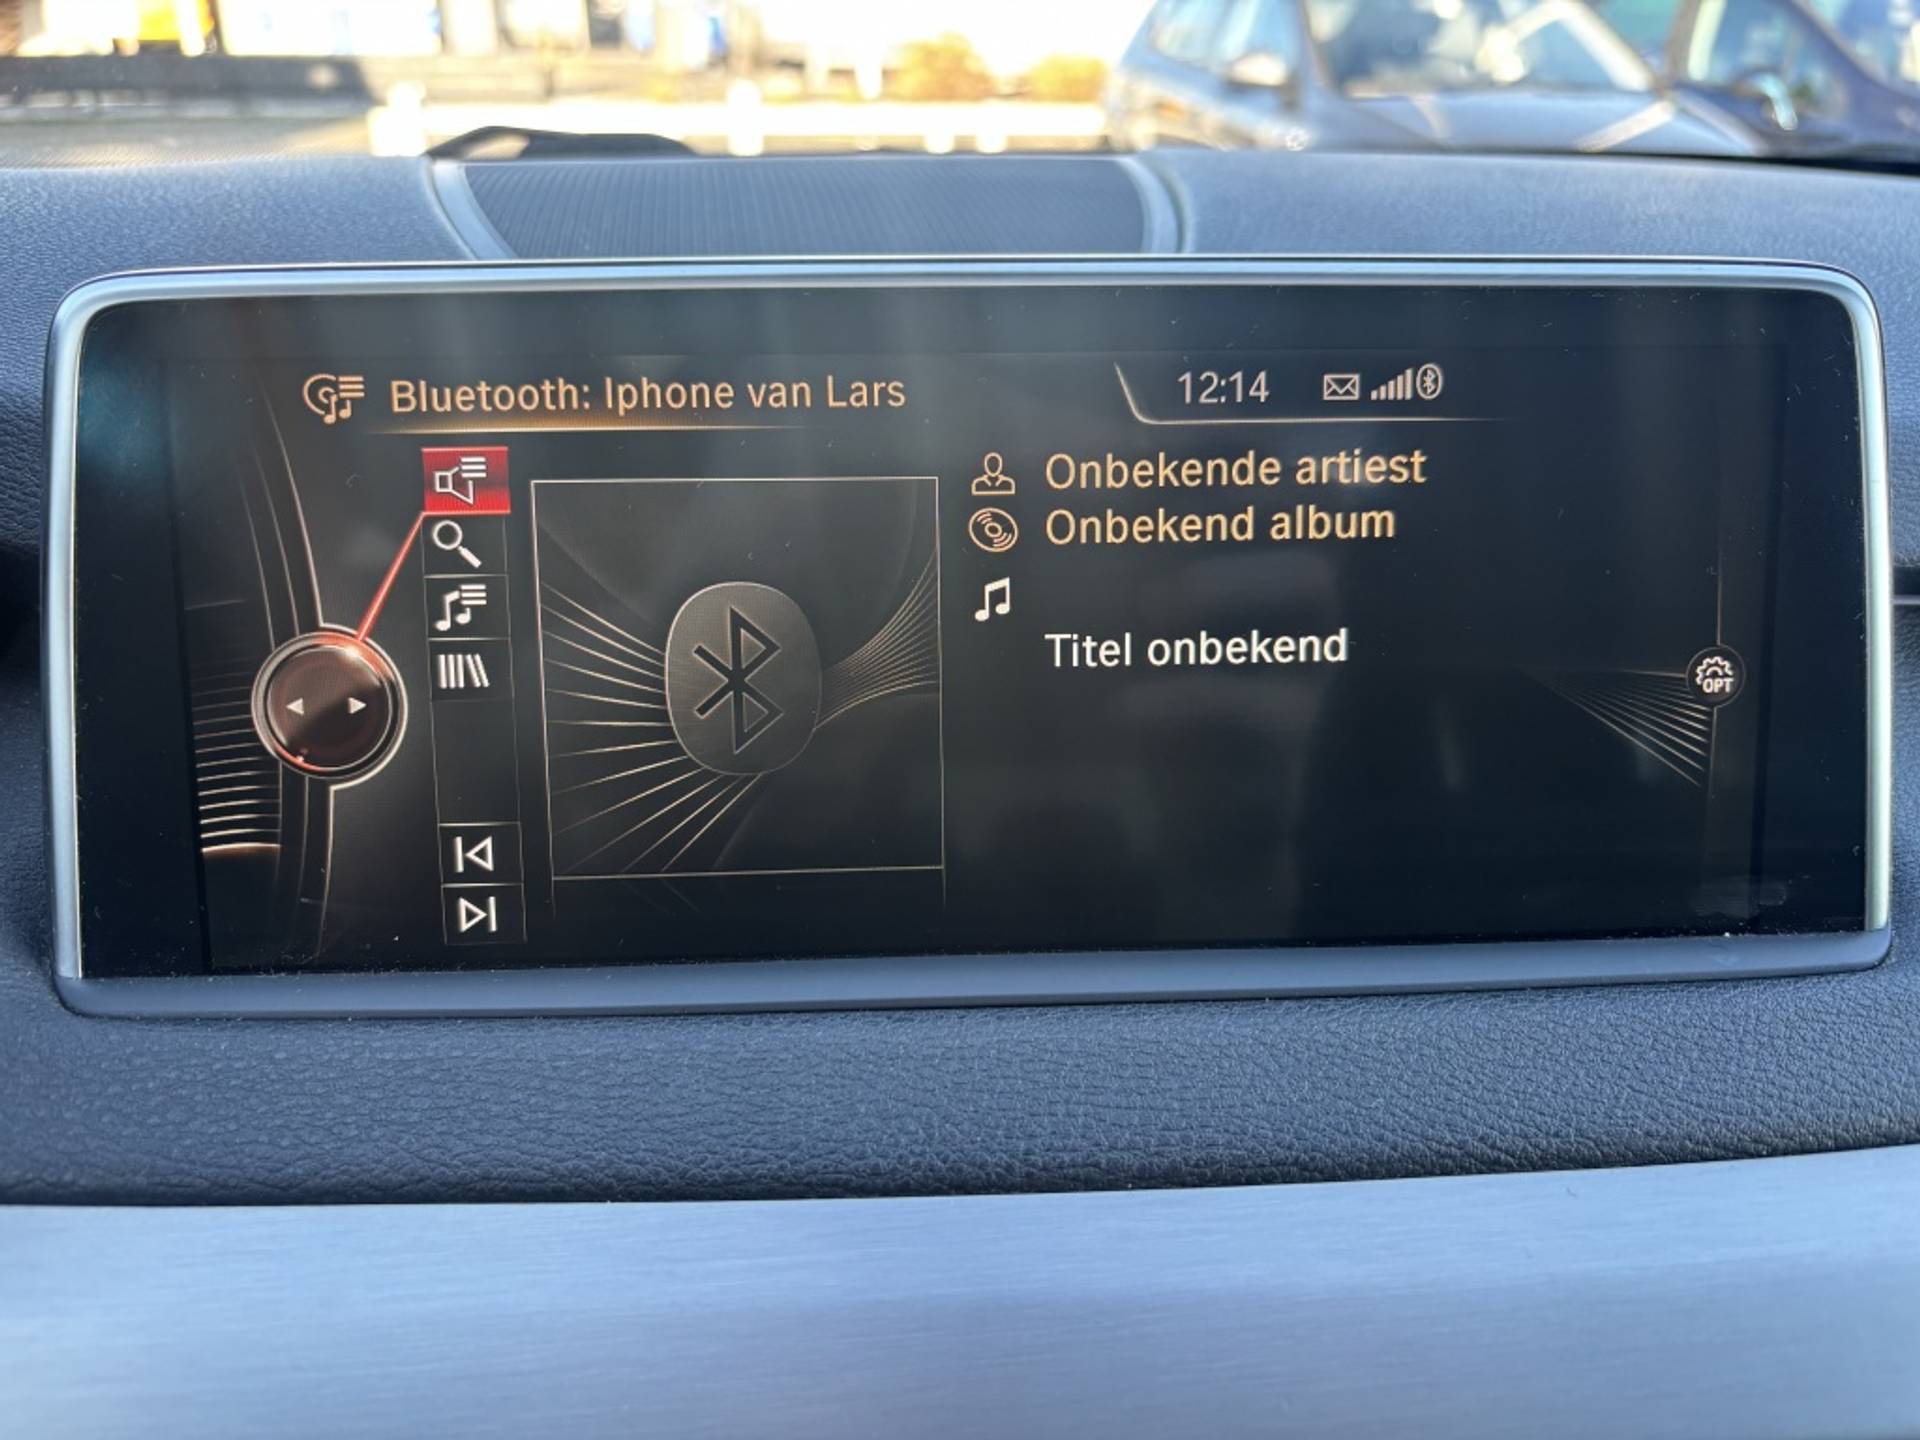 Bluetooth: Iphone van Lars
12:14
Onbekende artiest
Onbekend album
Titel onbekend
OPT